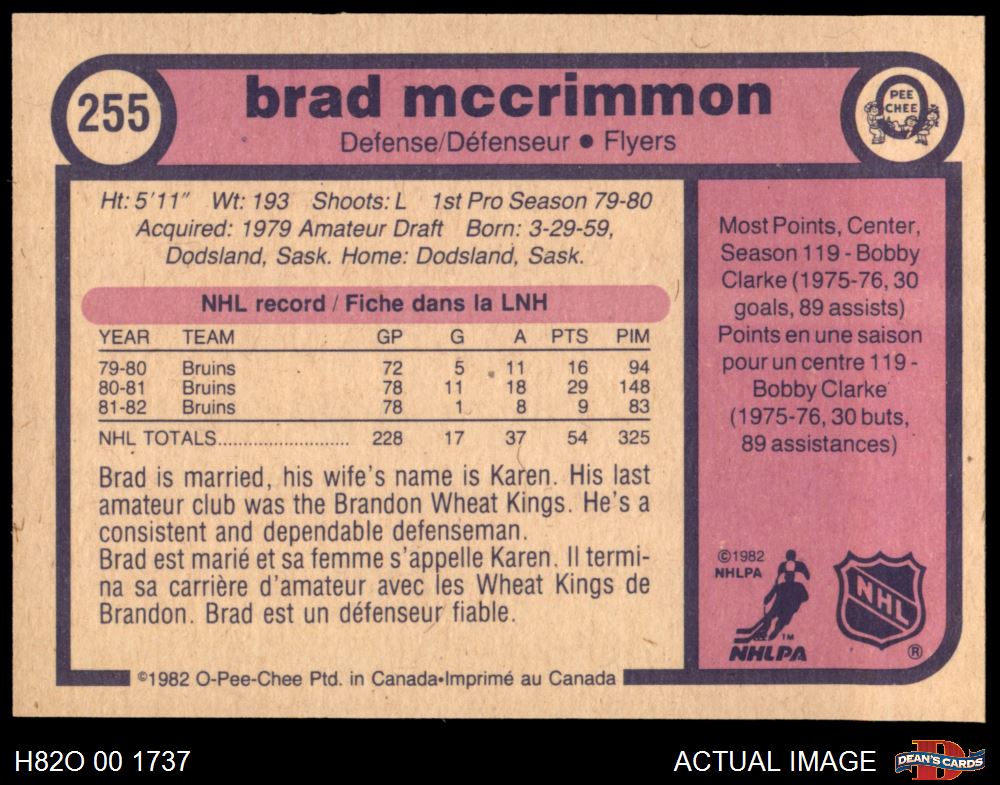 255
brad mccrimmon
Defense/Défenseur ● Flyers
PEE
CHEE
Ht: 5'11" Wt: 193 Shoots: L 1st Pro Season 79-80
Acquired: 1979 Amateur Draft Born: 3-29-59,
Dodsland, Sask. Home: Dodsland, Sask.
NHL record / Fiche dans la LNH
YEAR TEAM GP G A PTS PIM
79-80 Bruins 72 5 11 16 94
80-81 Bruins 78 11 18 29 148
81-82 Bruins 78 1 8 9 83
NHL TOTALS............................ 228 17 37 54 325
Brad is married, his wife's name is Karen. His last
amateur club was the Brandon Wheat Kings. He's a
consistent and dependable defenseman.
Brad est marié et sa femme s'appelle Karen. Il termi-
na sa carrière d'amateur avec les Wheat Kings de
Brandon. Brad est un défenseur fiable.
Most Points, Center,
Season 119 - Bobby
Clarke (1975-76, 30
goals, 89 assists)
Points en une saison
pour un centre 119 -
Bobby Clarke
(1975-76, 30 buts,
89 assistances)
©1982
NHLPA
TM
NHLPA
NHL
®
©1982 O-Pee-Chee Ptd. in Canada•Imprimé au Canada
H82O 00 1737
ACTUAL IMAGE
D
DEAN'S CARDS